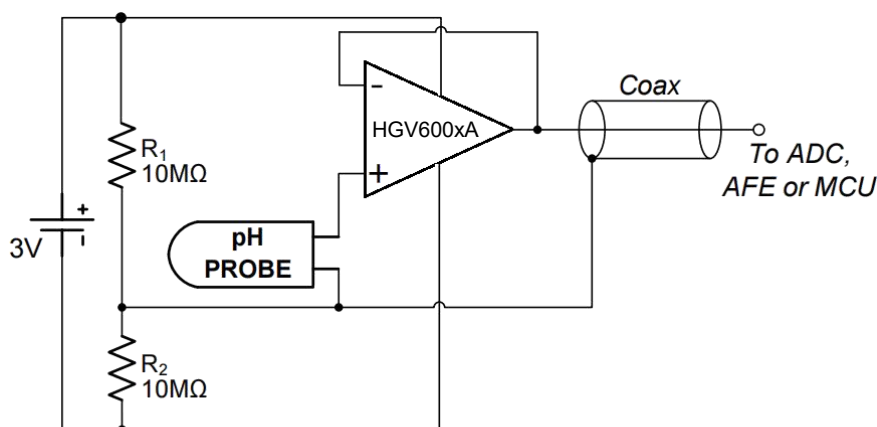 Coax
-
HGV600xA
R1
10MΩ
+
To ADC,
AFE or MCU
+
-
3V
pH
PROBE
R2
10MΩ